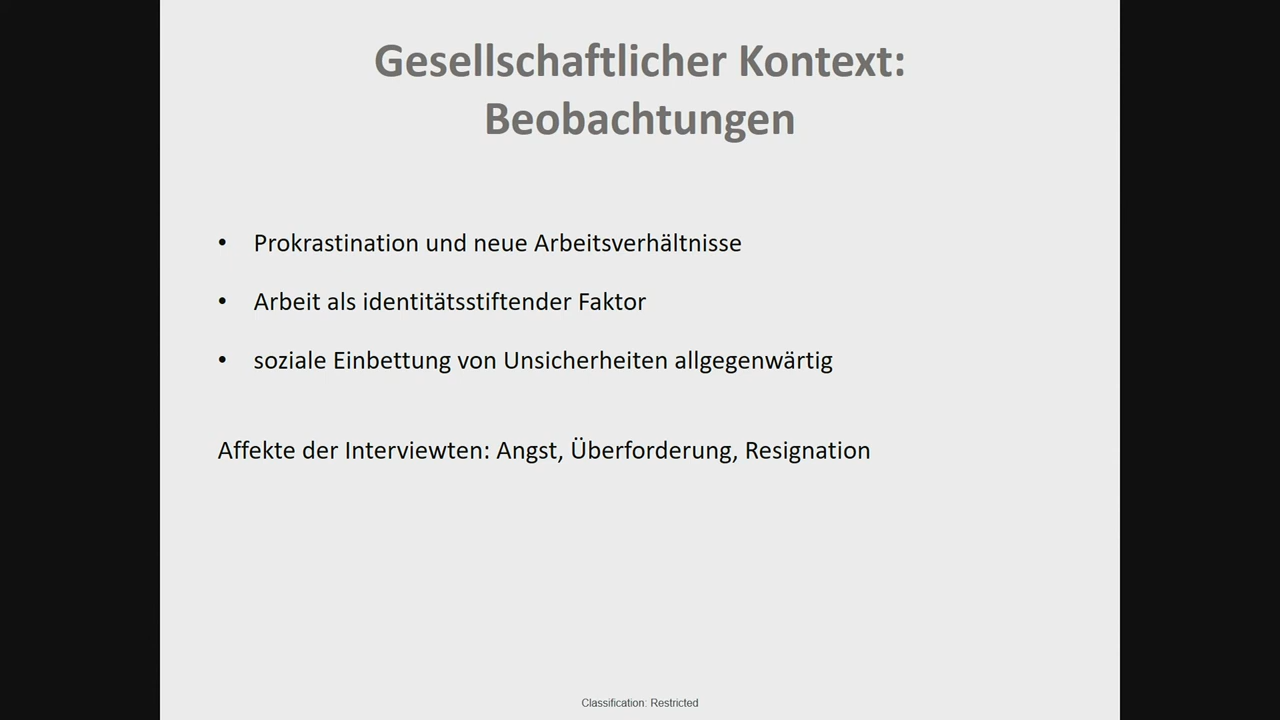 Gesellschaftlicher Kontext:
Beobachtungen
• Prokrastination und neue Arbeitsverhältnisse
• Arbeit als identitätsstiftender Faktor
• soziale Einbettung von Unsicherheiten allgegenwärtig
Affekte der Interviewten: Angst, Überforderung, Resignation
Classification: Restricted